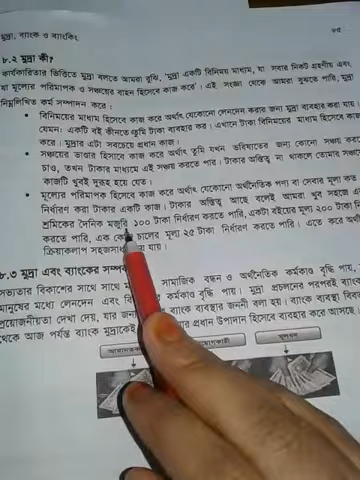 মুদ্রা, ব্যাংক ও ব্যাংকিং
৮.২ মুদ্রা কী?
কার্যকারিতার ভিত্তিতে মুদ্রা বলতে আমরা বুঝি, 'মুদ্রা একটি বিনিময় মাধ্যম, যা সবার নিকট গ্রহণীয় এবং
যা মূল্যের পরিমাপক ও সঞ্চয়ের বাহন হিসেবে কাজ করে'। এই সংজ্ঞা থেকে আমরা বুঝতে পারি, মুদ্রা
নিম্নলিখিত কর্ম সম্পাদন করে :
• বিনিময়ের মাধ্যম হিসেবে কাজ করে অর্থাৎ যেকোনো লেনদেন করার জন্য মুদ্রা ব্যবহার করা যায়।
যেমন: একটি বই কীনতে তুমি টাকা ব্যবহার কর। এখানে টাকা বিনিময়ের মাধ্যম হিসেবে কাজ
করে। মুদ্রার এটা সবচেয়ে প্রধান কাজ।
• সঞ্চয়ের ভান্ডার হিসেবে কাজ করে অর্থাৎ তুমি যখন ভবিষ্যতের জন্য কোনো সঞ্চয় করতে
চাও, তখন টাকার মাধ্যমে এই সঞ্চয় করতে পার। টাকার অস্তিত্ব না থাকলে তোমার সঞ্চয়ের
কাজটি খুবই দুরূহ হয়ে যেত।
• মূল্যের পরিমাপক হিসেবে কাজ করে অর্থাৎ যেকোনো অর্থনৈতিক পণ্য বা সেবার মূল্য কত
নির্ধারণ করা টাকার একটি কাজ। টাকার অস্তিত্ব আছে বলেই আমরা খুব সহজে
শ্রমিকের দৈনিক মজুরি ১০০ টাকা নির্ধারণ করতে পারি, একটা বইয়ের মূল্য ২০০ টাকা
করতে পারি, এক চালের মূল্য ২৫ টাকা নির্ধারণ করতে পারি। এতে করে
ক্রিয়াকলাপ সহজসাধ্য যায়।
৮.৩ মুদ্রা এবং ব্যাংকের
সভ্যতার বিকাশের সাথে সাথে সামাজিক বন্ধন ও অর্থনৈতিক কর্মকাণ্ড বৃদ্ধি পায়,
মানুষের মধ্যে লেনদেন এবং কর্মকাণ্ড বৃদ্ধি পায়। মুদ্রা প্রচলনের পরপরই ব্যাংক
প্রয়োজনীয়তা দেখা দেয়, যার ব্যাংক ব্যবস্থার জননী বলা হয়। ব্যাংক ব্যবস্থা
থেকে আজ পর্যন্ত ব্যাংক মুদ্রাকেই প্রধান উপাদান হিসেবে ব্যবহার করে আসছে।